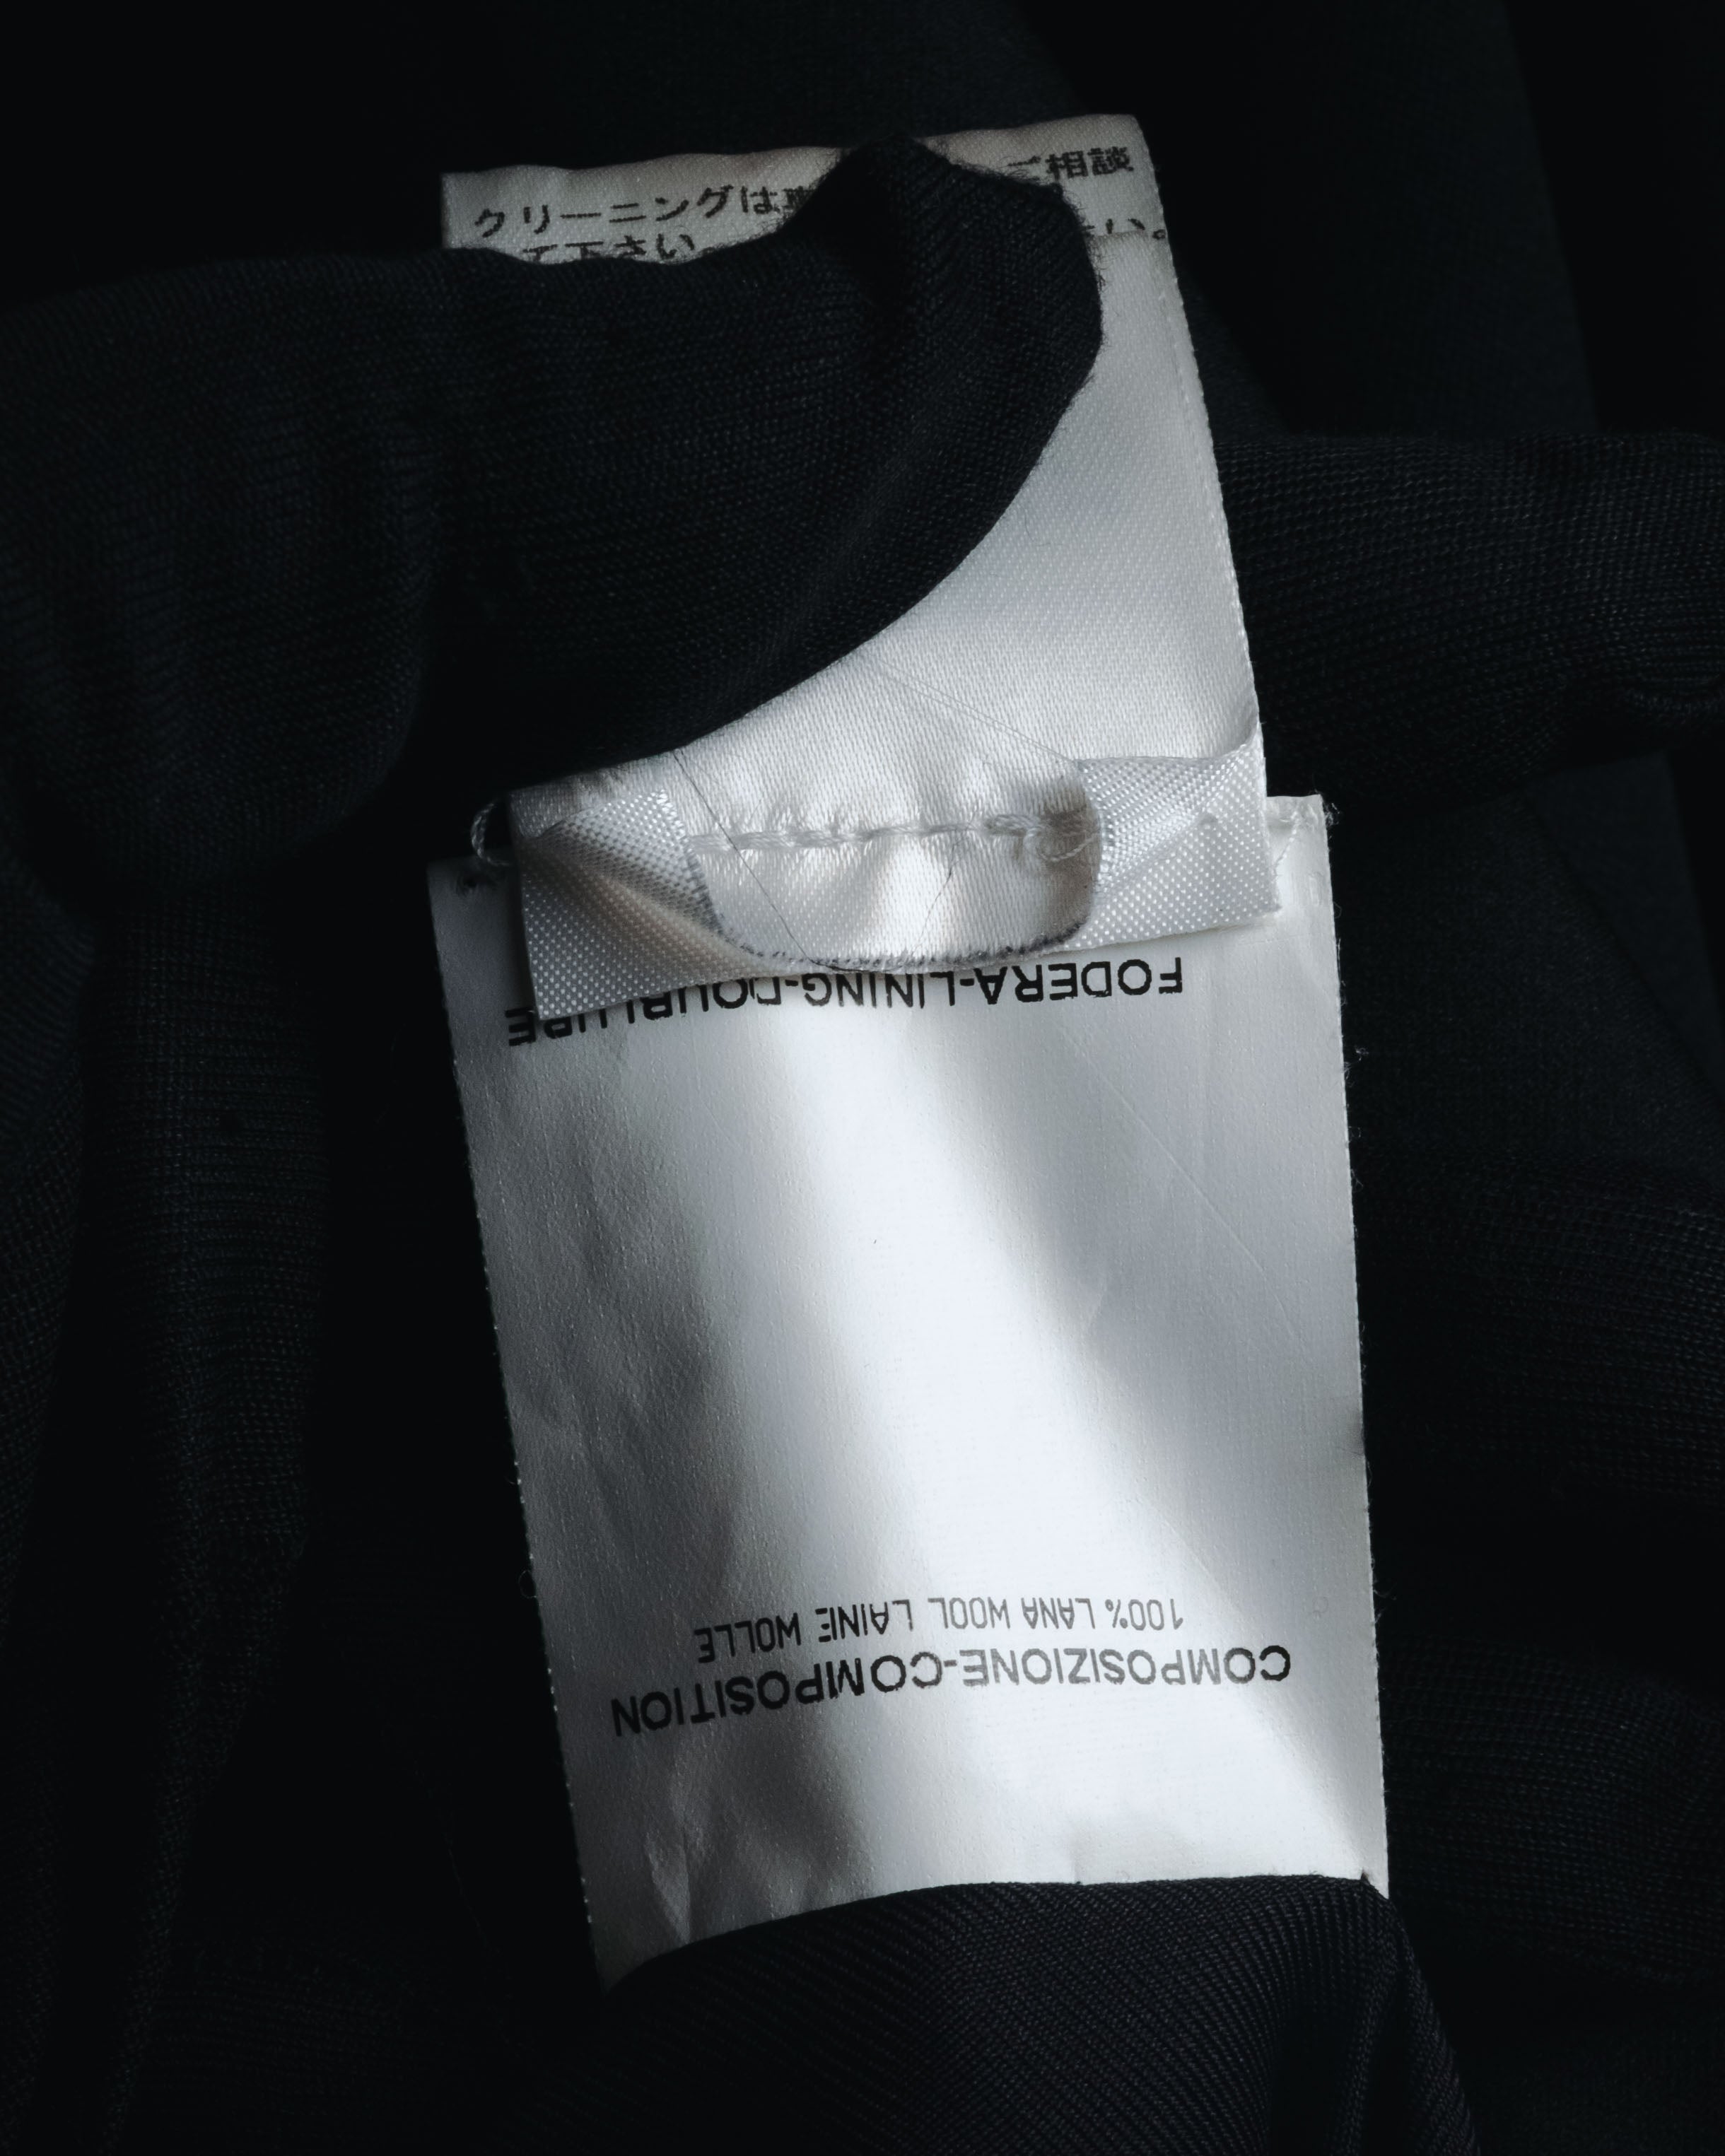 クリーニングは ご相談
て下さい い。
COMPOSIZIONE-COMPOSITION
100% LANA WOOL LAINE WOLLE
FODERA-LINING-DOUBLURE